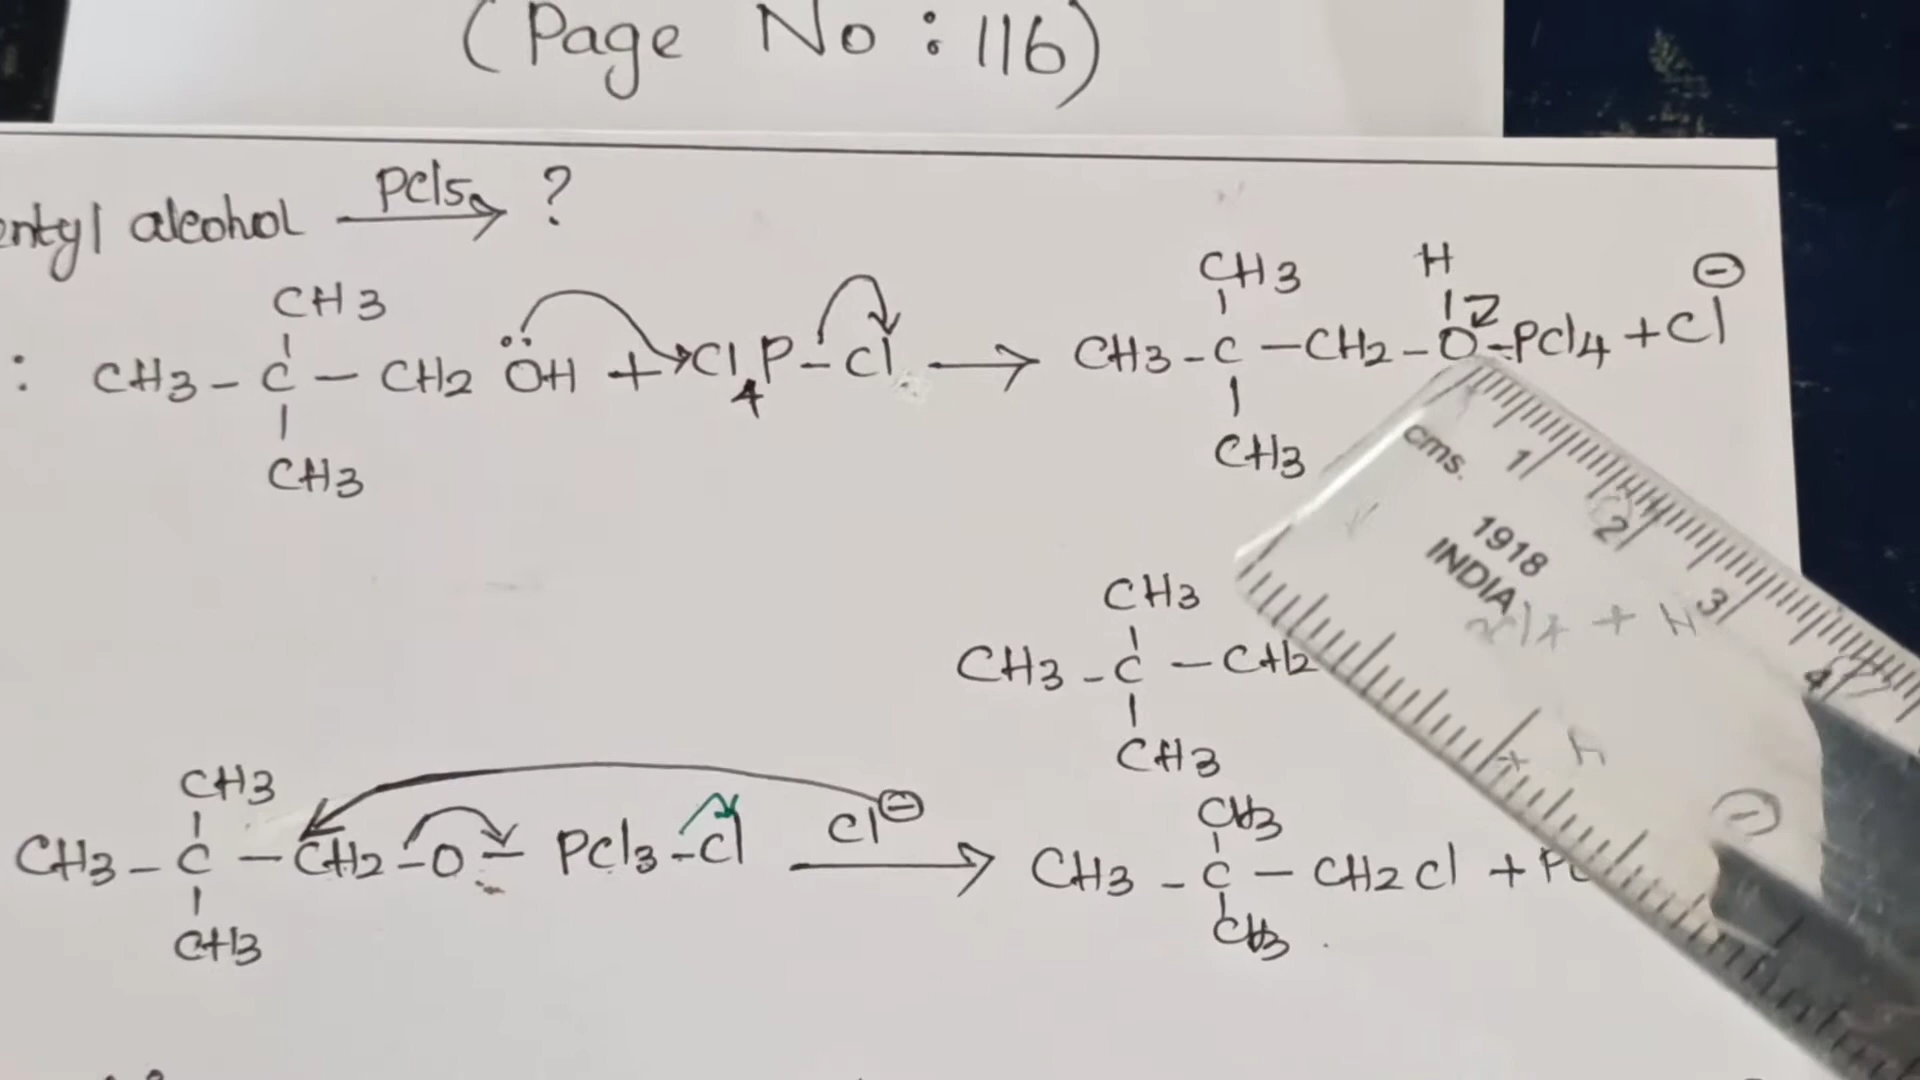 (Page No : 116)
alcohol PCl5 ?
CH3 CH3 H ⊖
: CH3 - C - CH2 ÖH + Cl4P - Cl → CH3 - C - CH2 - O - PCl4 + Cl
CH3 CH3
cms. 1 2 3 4
1918
INDIA
CH3
CH3 - C - CH2
CH3
CH3 Cl⊖ CH3
CH3 - C - CH2 - O - PCl3 - Cl → CH3 - C - CH2Cl +
CH3 CH3